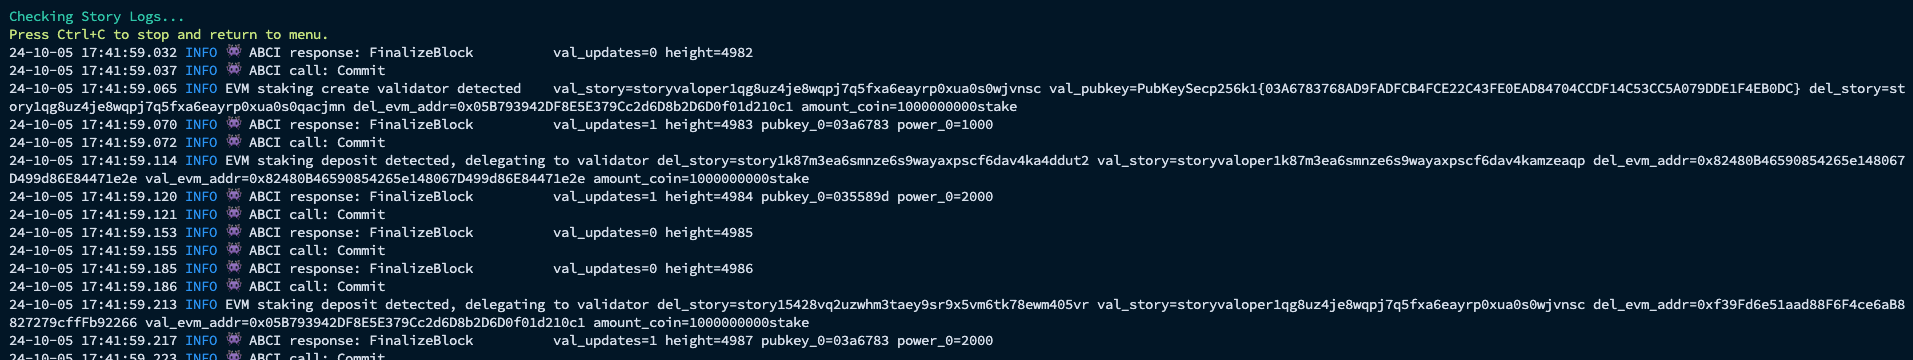 Checking Story Logs...
Press Ctrl+C to stop and return to menu.
24-10-05 17:41:59.032 INFO 👾 ABCI response: FinalizeBlock          val_updates=0 height=4982
24-10-05 17:41:59.037 INFO 👾 ABCI call: Commit
24-10-05 17:41:59.065 INFO EVM staking create validator detected    val_story=storyvaloper1qg8uz4je8wqpj7q5fxa6eayrp0xua0s0wjvnsc val_pubkey=PubKeySecp256k1{03A6783768AD9FADFCB4FCE22C43FE0EAD84704CCDF14C53CC5A079DDE1F4EB0DC} del_story=st
ory1qg8uz4je8wqpj7q5fxa6eayrp0xua0s0qacjmn del_evm_addr=0x05B793942DF8E5E379Cc2d6D8b2D6D0f01d210c1 amount_coin=1000000000stake
24-10-05 17:41:59.070 INFO 👾 ABCI response: FinalizeBlock          val_updates=1 height=4983 pubkey_0=03a6783 power_0=1000
24-10-05 17:41:59.072 INFO 👾 ABCI call: Commit
24-10-05 17:41:59.114 INFO EVM staking deposit detected, delegating to validator del_story=story1k87m3ea6smnze6s9wayaxpscf6dav4ka4ddut2 val_story=storyvaloper1k87m3ea6smnze6s9wayaxpscf6dav4kamzeaqp del_evm_addr=0x82480B46590854265e148067
D499d86E84471e2e val_evm_addr=0x82480B46590854265e148067D499d86E84471e2e amount_coin=1000000000stake
24-10-05 17:41:59.120 INFO 👾 ABCI response: FinalizeBlock          val_updates=1 height=4984 pubkey_0=035589d power_0=2000
24-10-05 17:41:59.121 INFO 👾 ABCI call: Commit
24-10-05 17:41:59.153 INFO 👾 ABCI response: FinalizeBlock          val_updates=0 height=4985
24-10-05 17:41:59.155 INFO 👾 ABCI call: Commit
24-10-05 17:41:59.185 INFO 👾 ABCI response: FinalizeBlock          val_updates=0 height=4986
24-10-05 17:41:59.186 INFO 👾 ABCI call: Commit
24-10-05 17:41:59.213 INFO EVM staking deposit detected, delegating to validator del_story=story15428vq2uzwhm3taey9sr9x5vm6tk78ewm405vr val_story=storyvaloper1qg8uz4je8wqpj7q5fxa6eayrp0xua0s0wjvnsc del_evm_addr=0xf39Fd6e51aad88F6F4ce6aB8
827279cffFb92266 val_evm_addr=0x05B793942DF8E5E379Cc2d6D8b2D6D0f01d210c1 amount_coin=1000000000stake
24-10-05 17:41:59.217 INFO 👾 ABCI response: FinalizeBlock          val_updates=1 height=4987 pubkey_0=03a6783 power_0=2000
24-10-05 17:41:59.223 INFO 👾 ABCI call: Commit